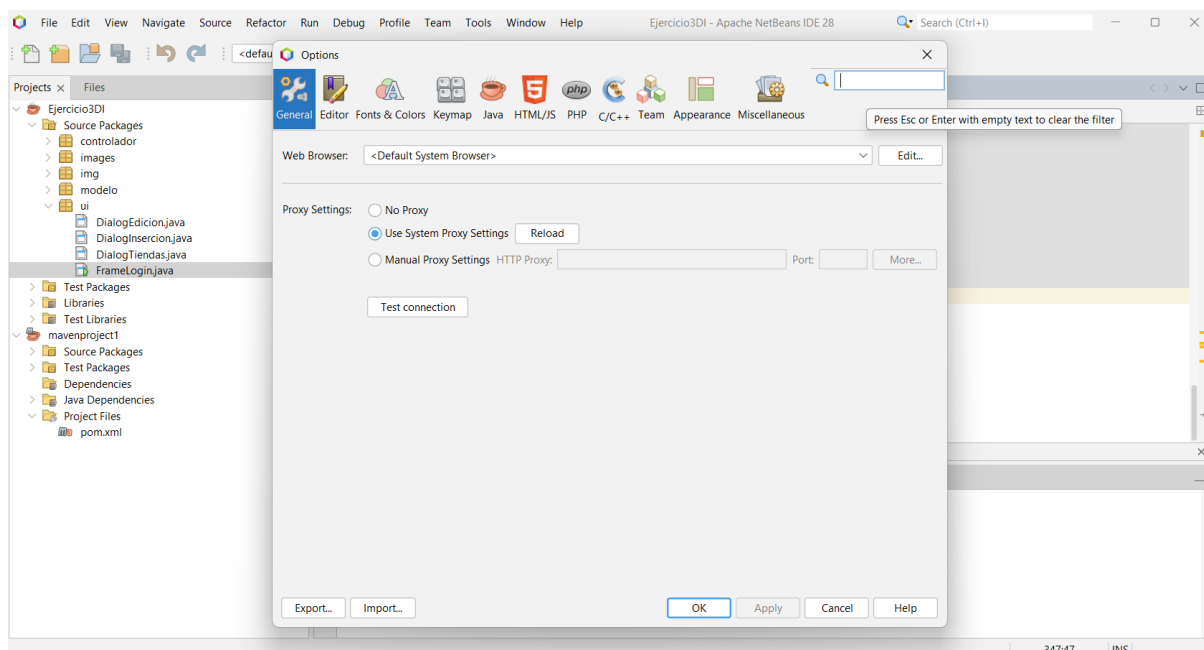 File Edit View Navigate Source Refactor Run Debug Profile Team Tools Window Help Ejercicio3DI - Apache NetBeans IDE 28 Search (Ctrl+I)
<defau
Options
Projects Files
General Editor Fonts & Colors Keymap Java HTML/JS PHP C/C++ Team Appearance Miscellaneous
php
Press Esc or Enter with empty text to clear the filter
Ejercicio3DI
Source Packages
controlador
images
img
modelo
ui
DialogEdicion.java
DialogInsercion.java
DialogTiendas.java
FrameLogin.java
Test Packages
Libraries
Test Libraries
mavenproject1
Source Packages
Test Packages
Dependencies
Java Dependencies
Project Files
pom.xml
Web Browser: <Default System Browser> Edit...
Proxy Settings: No Proxy
Use System Proxy Settings Reload
Manual Proxy Settings HTTP Proxy: Port: More...
Test connection
Export... Import... OK Apply Cancel Help
347:47 INS